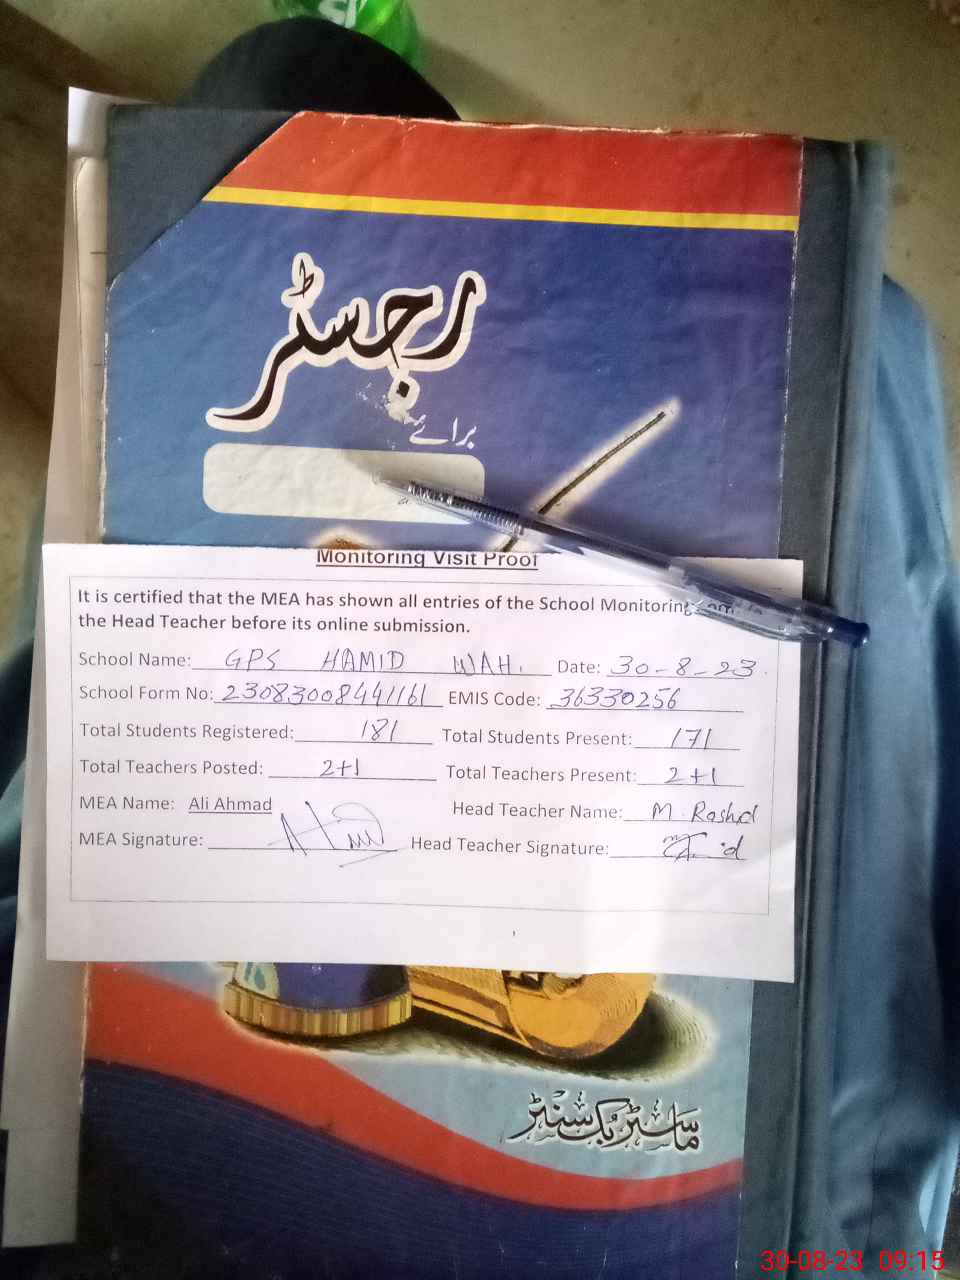 رجسٹر
برائے
Monitoring Visit Proof
It is certified that the MEA has shown all entries of the School Monitoring
the Head Teacher before its online submission.
School Name: GPS HAMID WAH. Date: 30-8-23.
School Form No: 23083008441161 EMIS Code: 36330256
Total Students Registered: 181 Total Students Present: 171
Total Teachers Posted: 2+1 Total Teachers Present: 2+1
MEA Name: Ali Ahmad Head Teacher Name: M. Rashid
MEA Signature: Head Teacher Signature:
ماسٹر بک سنٹر
30-08-23 09:15